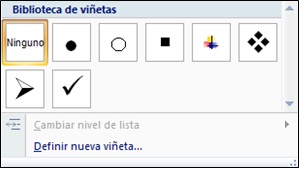 Biblioteca de viñetas
Ninguno
Cambiar nivel de lista
Definir nueva viñeta...